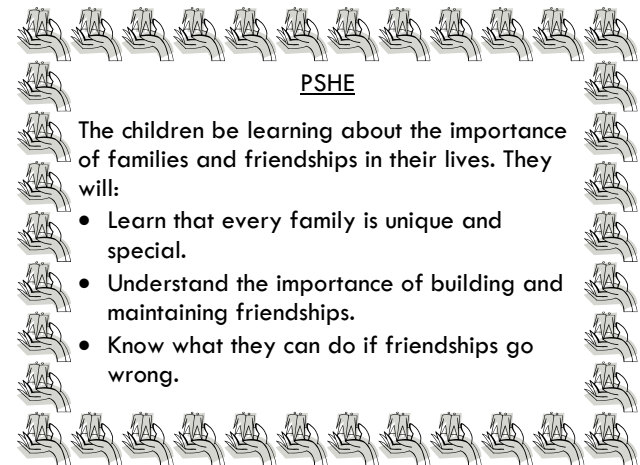 PSHE
The children be learning about the importance
of families and friendships in their lives. They
will:
• Learn that every family is unique and
special.
• Understand the importance of building and
maintaining friendships.
• Know what they can do if friendships go
wrong.